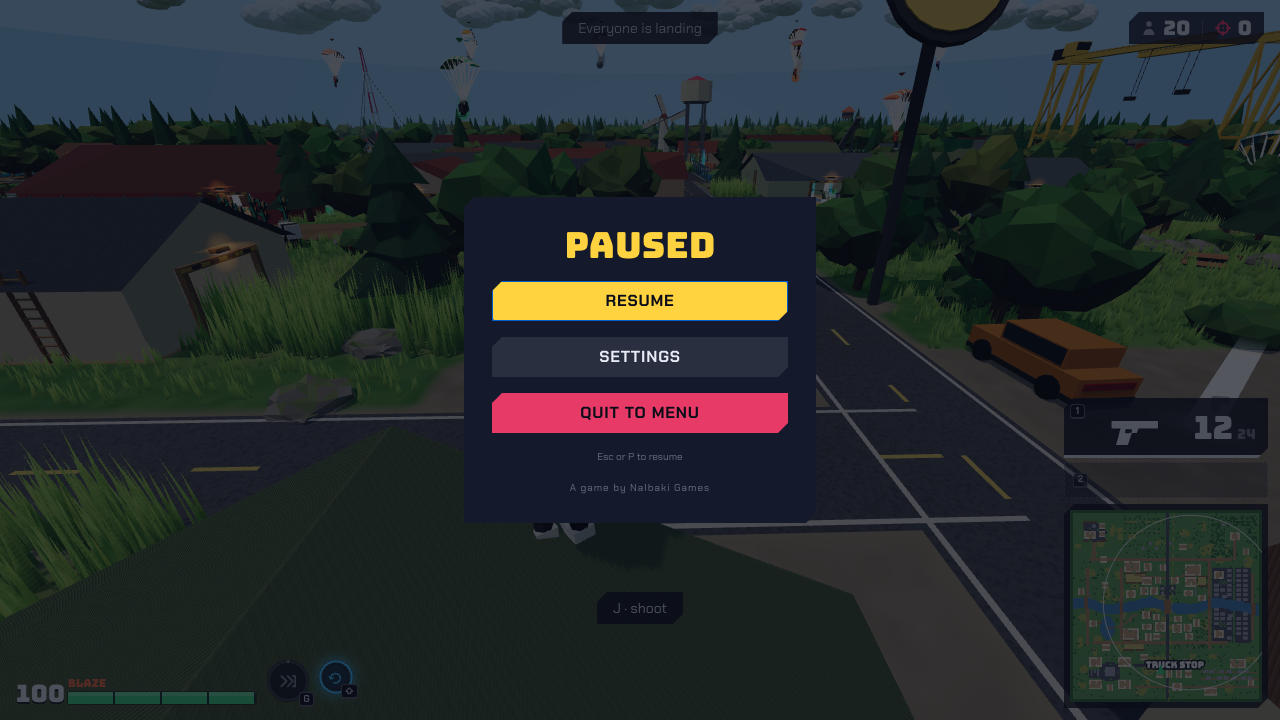 Everyone is landing
20 0
PAUSED
RESUME
SETTINGS
QUIT TO MENU
Esc or P to resume
A game by Nalbaki Games
1
12 24
2
J · shoot
TRUCK STOP
100 BLAZE
G